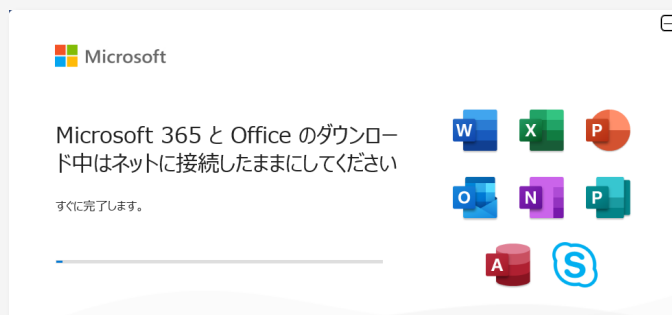 Microsoft
Microsoft 365 と Office のダウンロー
ド中はネットに接続したままにしてください
すぐに完了します。
W
X
P
O
N
P
A
S